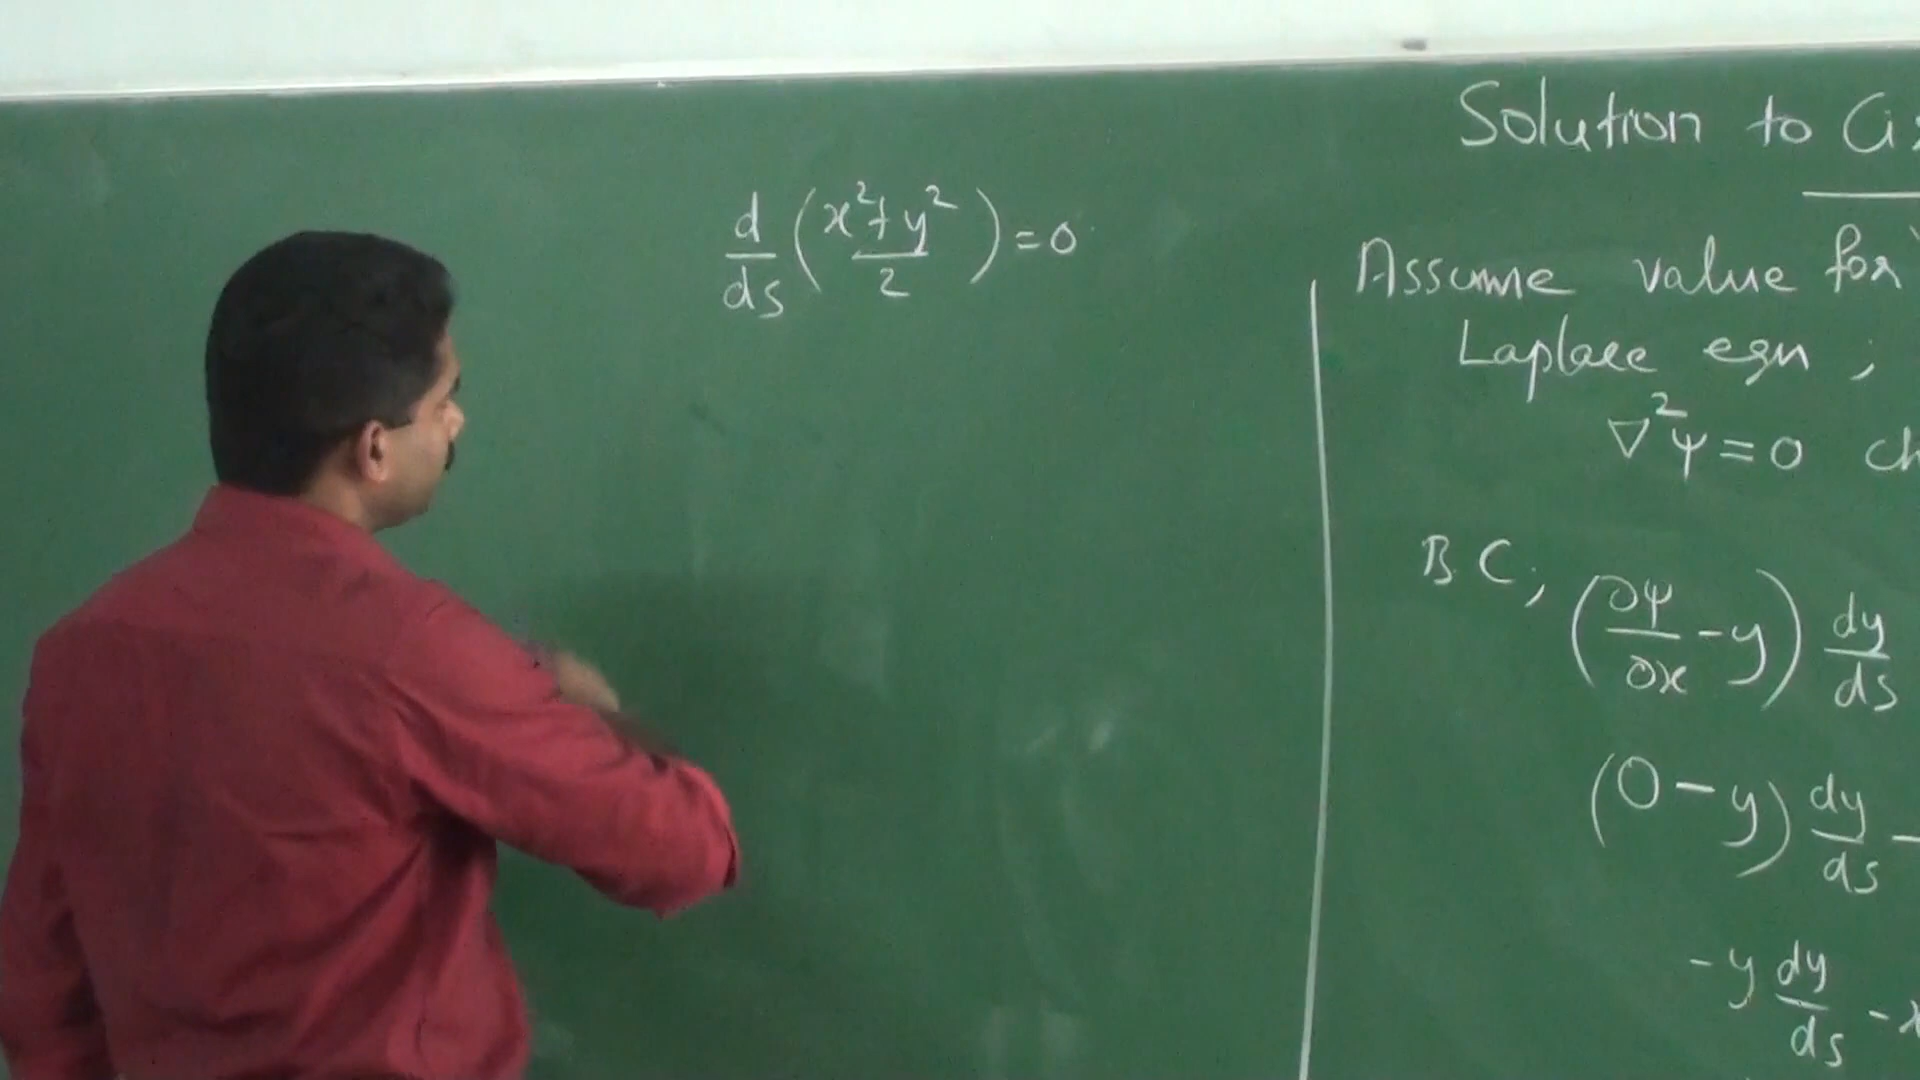 d/ds ( (x²+y²)/2 ) = 0
Solution to
Assume value for
Laplace eqn ;
∇²ψ = 0
B.C ; (∂ψ/∂x - y) dy/ds
(0 - y) dy/ds -
-y dy/ds - x